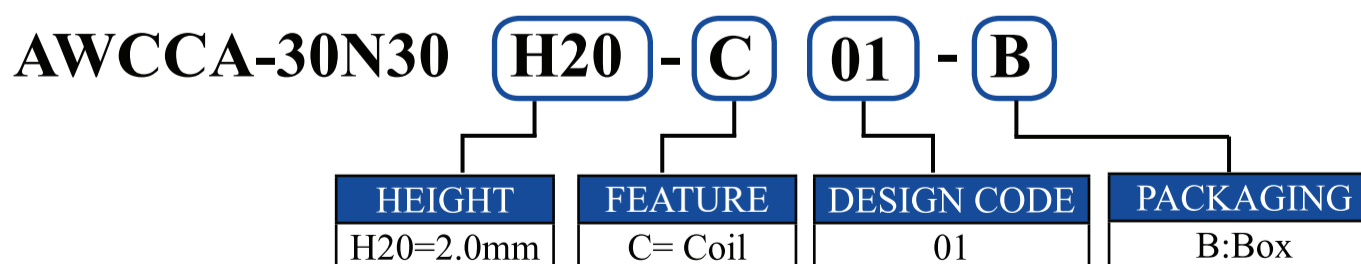 AWCCA-30N30 H20 - C 01 - B
HEIGHT FEATURE DESIGN CODE PACKAGING
H20=2.0mm C= Coil 01 B:Box